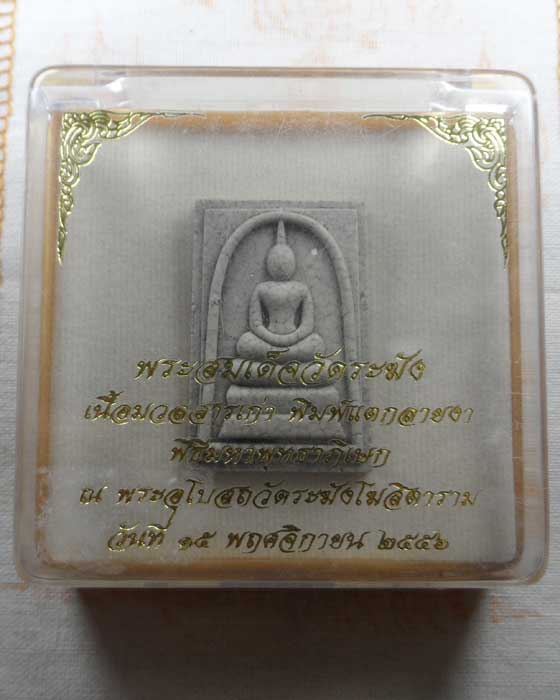 พระสมเด็จวัดระฆัง
เนื้อมวลสารเก่า พิมพ์แตกลายงา
พิธีมหาพุทธาภิเษก
ณ พระอุโบสถวัดระฆังโฆสิตาราม
วันที่ ๑๕ พฤศจิกายน ๒๕๕๖